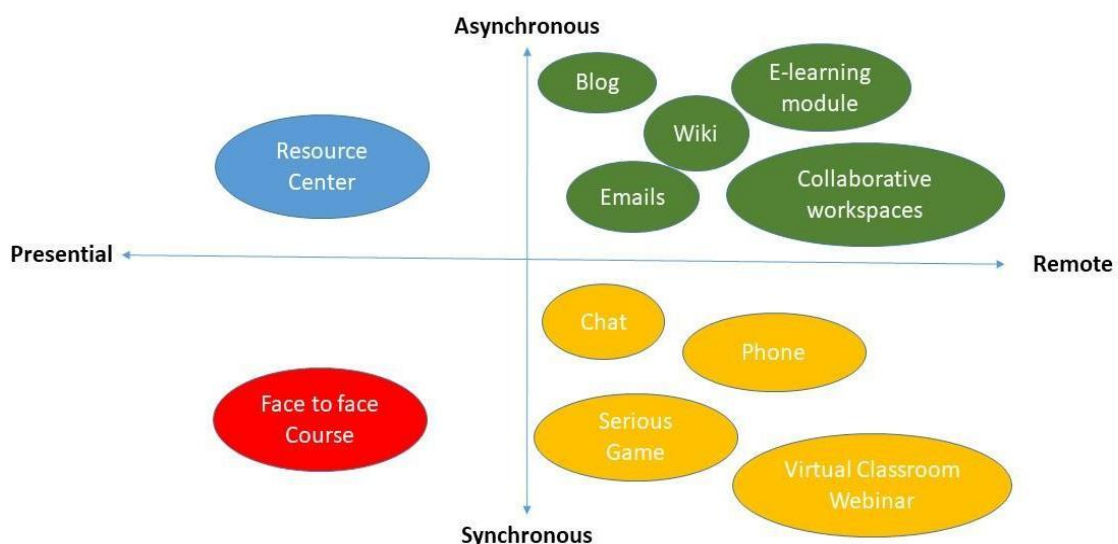 Asynchronous
Blog
E-learning
module
Wiki
Resource
Center
Emails
Collaborative
workspaces
Presential
Remote
Chat
Phone
Face to face
Course
Serious
Game
Virtual Classroom
Webinar
Synchronous